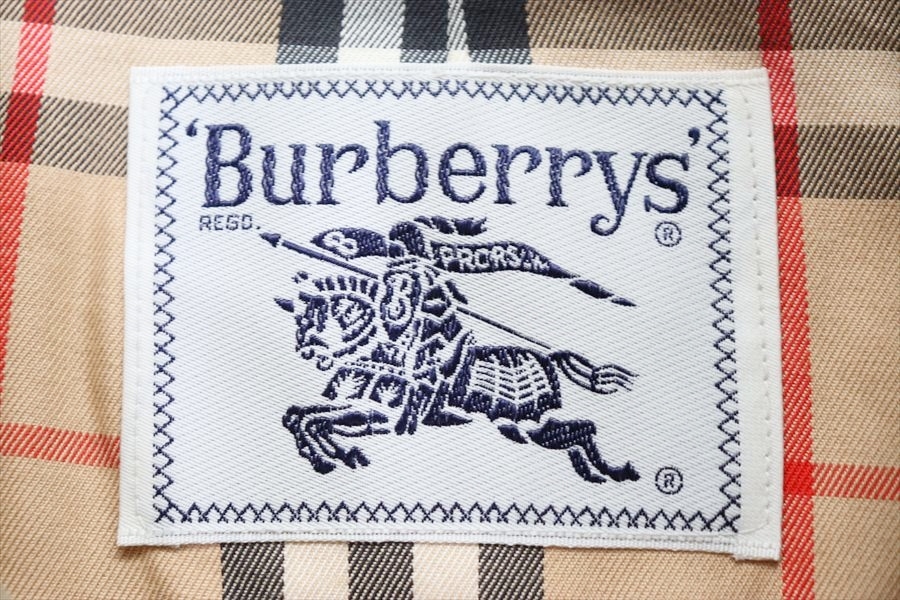 'Burberrys'
REGD. ®
B PRORSUM
B
®